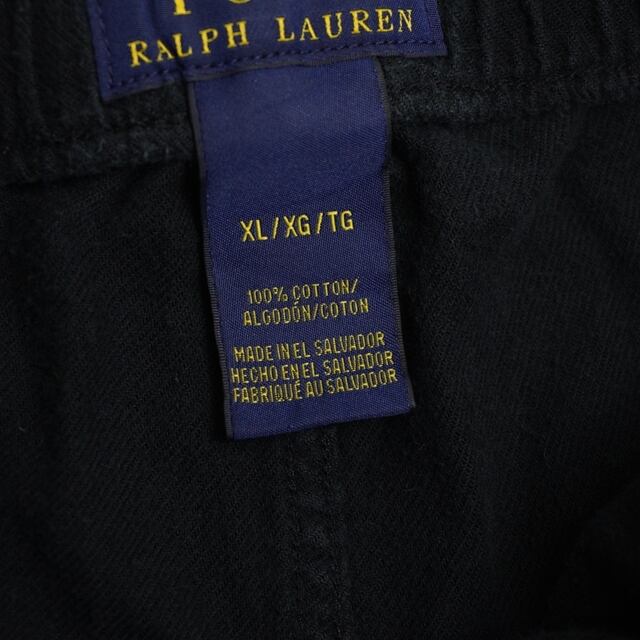 RALPH LAUREN
XL/XG/TG
100% COTTON/
ALGODÓN/COTON
MADE IN EL SALVADOR
HECHO EN EL SALVADOR
FABRIQUÉ AU SALVADOR